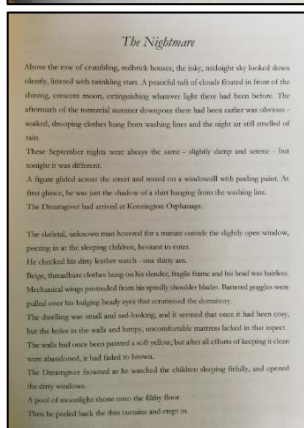 The Nightmare
Above the row of crumbling, redbrick houses, the inky, midnight sky looked down
silently, littered with twinkling stars. A peaceful tuft of clouds floated in front of the
shining, crescent moon, extinguishing whatever light there had been before. The
aftermath of the torrential summer downpour there had been earlier was obvious -
soaked, drooping clothes hung from washing lines and the night air still smelled of
rain.
These September nights were always the same - slightly damp and serene - but
tonight it was different.
A figure glided across the street and rested on a windowsill with peeling paint. At
first glance, he was just the shadow of a shirt hanging from the washing line.
The Dreamgiver had arrived at Kensington Orphanage.
The skeletal, unknown man hovered for a minute outside the slightly open window,
peering in at the sleeping children, hesitant to enter.
He checked his dirty leather watch - one thirty am.
Beige, threadbare clothes hung on his slender, fragile frame and his head was hairless.
Mechanical wings protruded from his spindly shoulder blades. Battered goggles were
pulled over his bulging beady eyes that scrutinised the dormitory.
The dwelling was small and sad-looking, and it seemed that once it had been cosy,
but the holes in the walls and lumpy, uncomfortable mattress lacked in that aspect.
The walls had once been painted a soft yellow, but after all efforts of keeping it clean
were abandoned, it had faded to brown.
The Dreamgiver frowned as he watched the children sleeping fitfully, and opened
the dirty windows.
A pool of moonlight shone onto the filthy floor.
Then he peeled back the thin curtains and crept in.